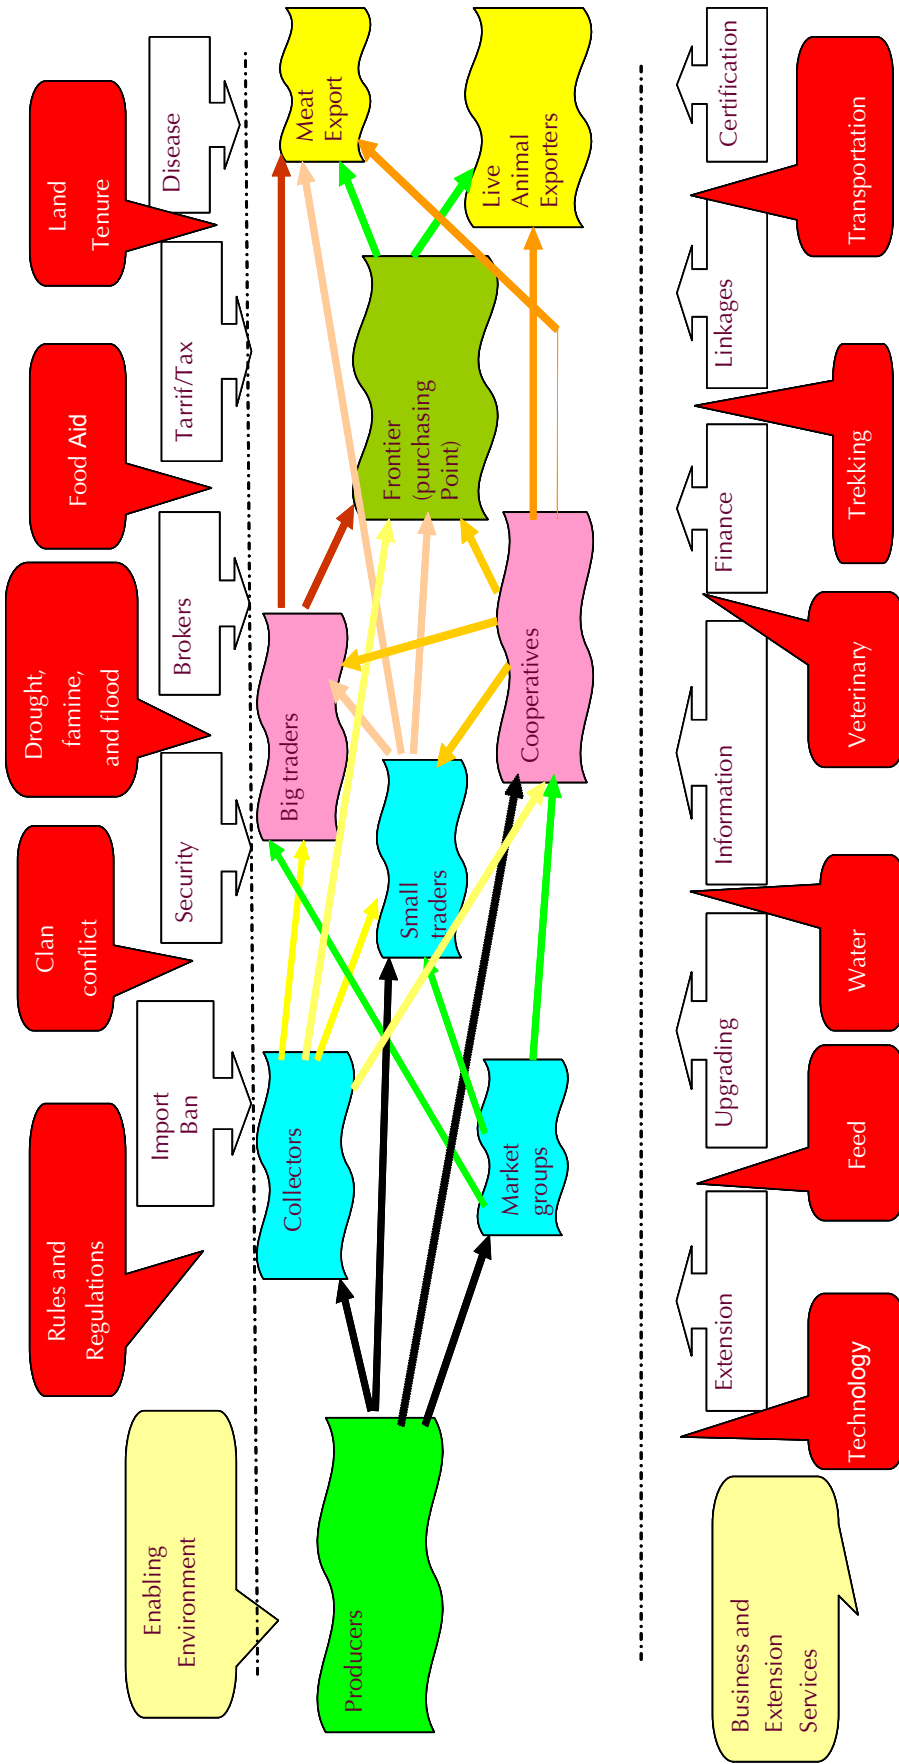 Enabling
Environment
Rules and
Regulations
Clan
conflict
Drought,
famine,
and flood
Food Aid
Land
Tenure
Import
Ban
Security
Brokers
Tarrif/Tax
Disease
Producers
Collectors
Market
groups
Small
traders
Big traders
Cooperatives
Frontier
(purchasing
Point)
Meat
Export
Live
Animal
Exporters
Extension
Upgrading
Information
Finance
Linkages
Certification
Business and
Extension
Services
Technology
Feed
Water
Veterinary
Trekking
Transportation